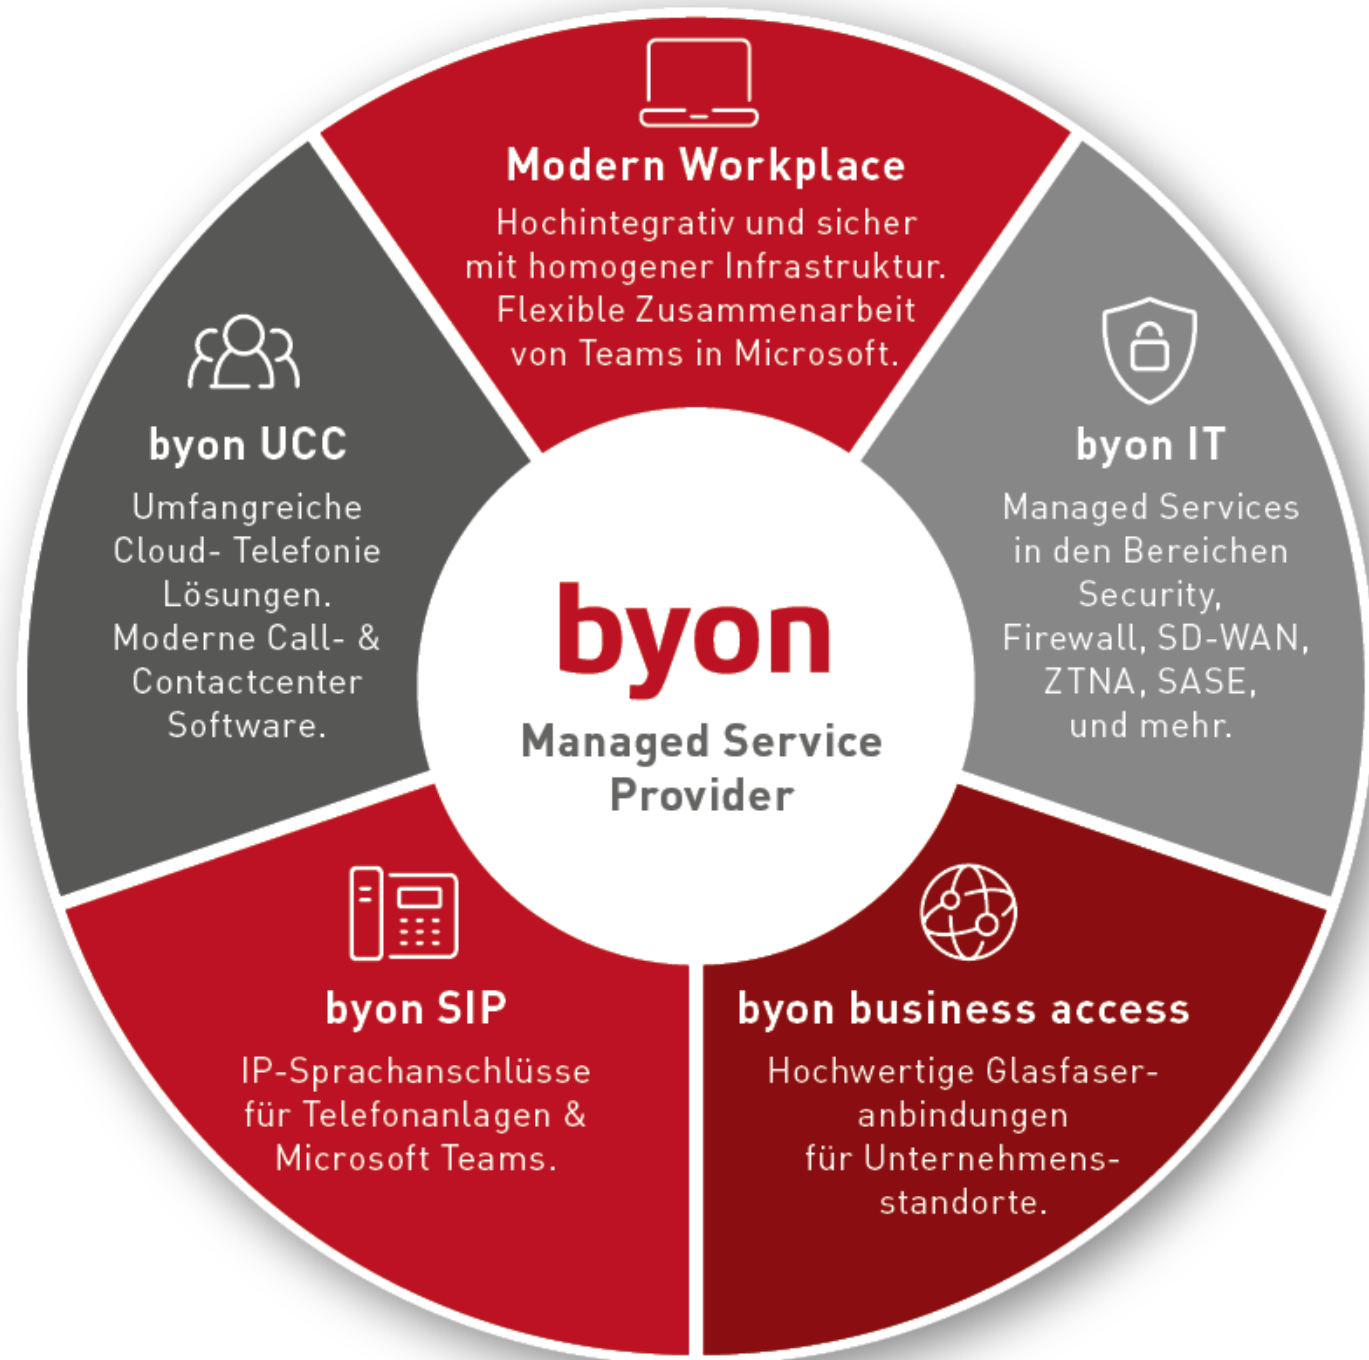 Modern Workplace
Hochintegrativ und sicher
mit homogener Infrastruktur.
Flexible Zusammenarbeit
von Teams in Microsoft.
byon UCC
Umfangreiche
Cloud- Telefonie
Lösungen.
Moderne Call- &
Contactcenter
Software.
byon IT
Managed Services
in den Bereichen
Security,
Firewall, SD-WAN,
ZTNA, SASE,
und mehr.
byon
Managed Service
Provider
byon SIP
IP-Sprachanschlüsse
für Telefonanlagen &
Microsoft Teams.
byon business access
Hochwertige Glasfaser-
anbindungen
für Unternehmens-
standorte.